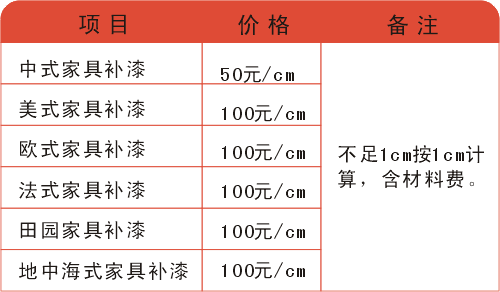 项目 价格 备注
中式家具补漆 50元/cm
美式家具补漆 100元/cm
欧式家具补漆 100元/cm
不足1cm按1cm计
算，含材料费。
法式家具补漆 100元/cm
田园家具补漆 100元/cm
地中海式家具补漆 100元/cm